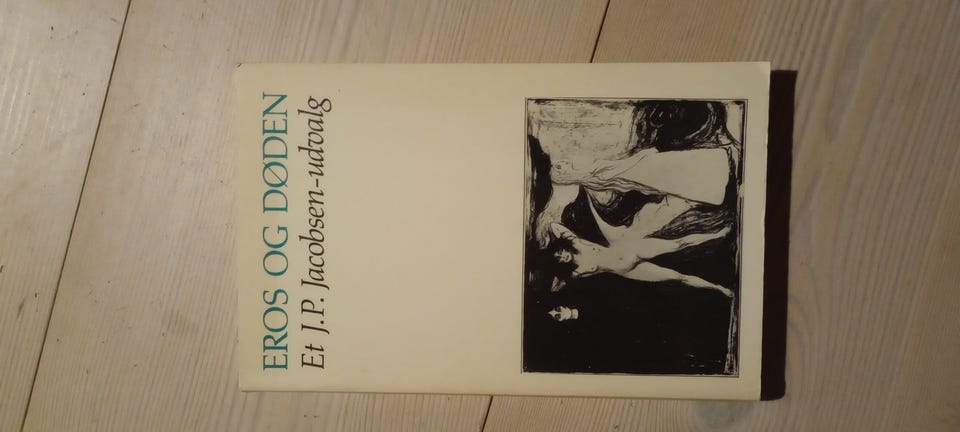 EROS OG DØDEN
Et J.P. Jacobsen-udvalg